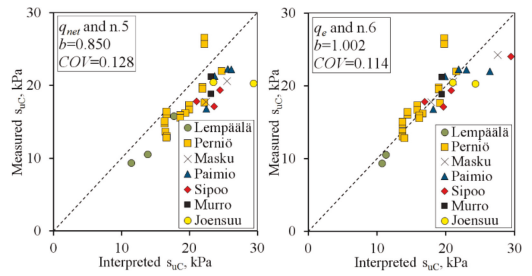 q_net and n.5
b=0.850
COV=0.128
Measured s_uC, kPa
30
20
10
0
Lempäälä
Perniö
Masku
Paimio
Sipoo
Murro
Joensuu
0 10 20 30
Interpreted s_uC, kPa
q_e and n.6
b=1.002
COV=0.114
Measured s_uC, kPa
30
20
10
0
Lempäälä
Perniö
Masku
Paimio
Sipoo
Murro
Joensuu
0 10 20 30
Interpreted s_uC, kPa